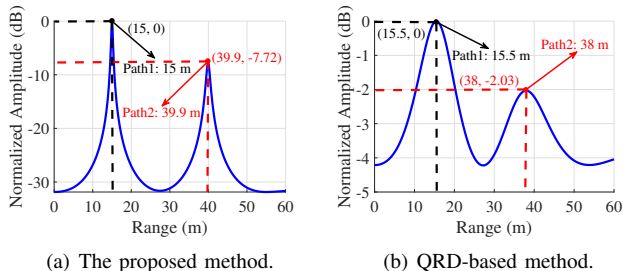 Normalized Amplitude (dB)
0
-10
-20
-30
(15, 0)
Path1: 15 m
(39.9, -7.72)
Path2: 39.9 m
0 10 20 30 40 50 60
Range (m)
(a) The proposed method.
Normalized Amplitude (dB)
0
-1
-2
-3
-4
-5
(15.5, 0)
Path1: 15.5 m
Path2: 38 m
(38, -2.03)
0 10 20 30 40 50 60
Range (m)
(b) QRD-based method.